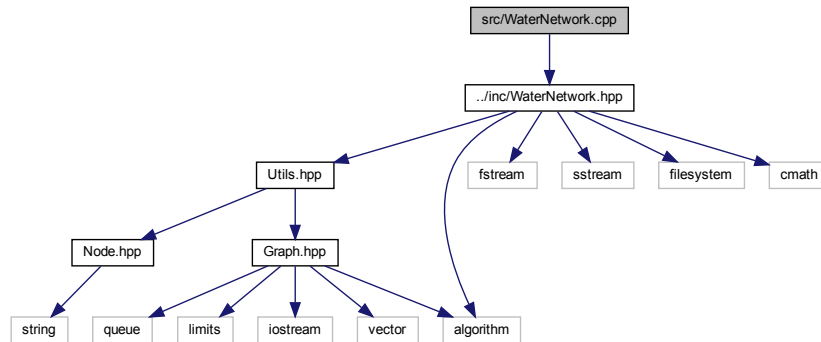 src/WaterNetwork.cpp
../inc/WaterNetwork.hpp
Utils.hpp
fstream
sstream
filesystem
cmath
Node.hpp
Graph.hpp
string
queue
limits
iostream
vector
algorithm